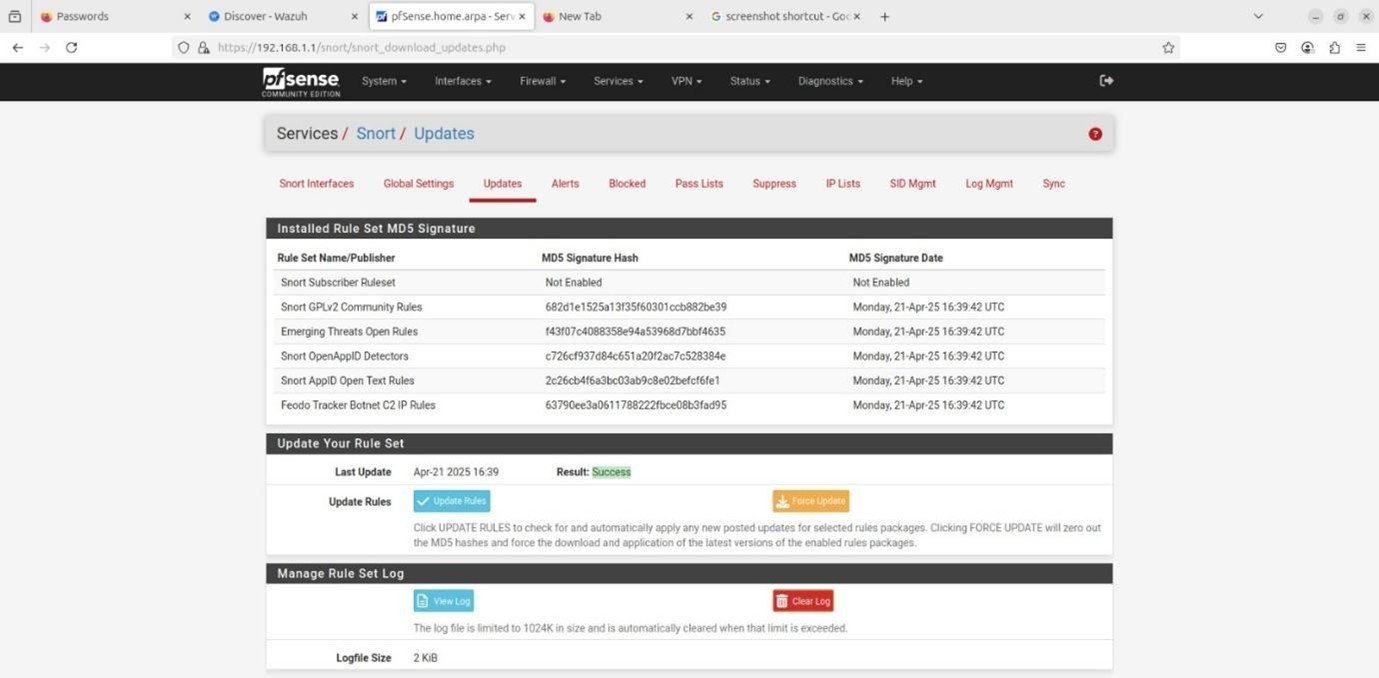 Passwords
Discover - Wazuh
pfSense.home.arpa - Serv
New Tab
screenshot shortcut - Goo
https://192.168.1.1/snort/snort_download_updates.php
pfsense
COMMUNITY EDITION
System Interfaces Firewall Services VPN Status Diagnostics Help
Services / Snort / Updates
Snort Interfaces Global Settings Updates Alerts Blocked Pass Lists Suppress IP Lists SID Mgmt Log Mgmt Sync
Installed Rule Set MD5 Signature
Rule Set Name/Publisher MD5 Signature Hash MD5 Signature Date
Snort Subscriber Ruleset Not Enabled Not Enabled
Snort GPLv2 Community Rules 682d1e1525a13f35f60301ccb882be39 Monday, 21-Apr-25 16:39:42 UTC
Emerging Threats Open Rules f43f07c4088358e94a53968d7bbf4635 Monday, 21-Apr-25 16:39:42 UTC
Snort OpenAppID Detectors c726cf937d84c651a20f2ac7c528384e Monday, 21-Apr-25 16:39:42 UTC
Snort AppID Open Text Rules 2c26cb4f6a3bc03ab9c8e02befcf6fe1 Monday, 21-Apr-25 16:39:42 UTC
Feodo Tracker Botnet C2 IP Rules 63790ee3a0611788222fbce08b3fad95 Monday, 21-Apr-25 16:39:42 UTC
Update Your Rule Set
Last Update Apr-21 2025 16:39 Result: Success
Update Rules Update Rules Force Update
Click UPDATE RULES to check for and automatically apply any new posted updates for selected rules packages. Clicking FORCE UPDATE will zero out
the MD5 hashes and force the download and application of the latest versions of the enabled rules packages.
Manage Rule Set Log
View Log Clear Log
The log file is limited to 1024K in size and is automatically cleared when that limit is exceeded.
Logfile Size 2 KiB